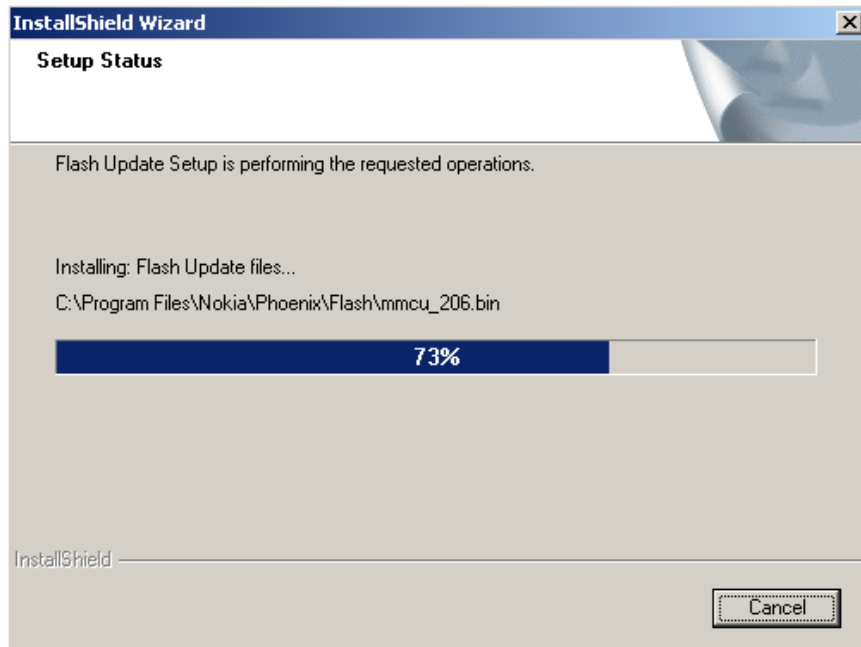 InstallShield Wizard
Setup Status
Flash Update Setup is performing the requested operations.
Installing: Flash Update files...
C:\Program Files\Nokia\Phoenix\Flash\mmcu_206.bin
73%
InstallShield
Cancel